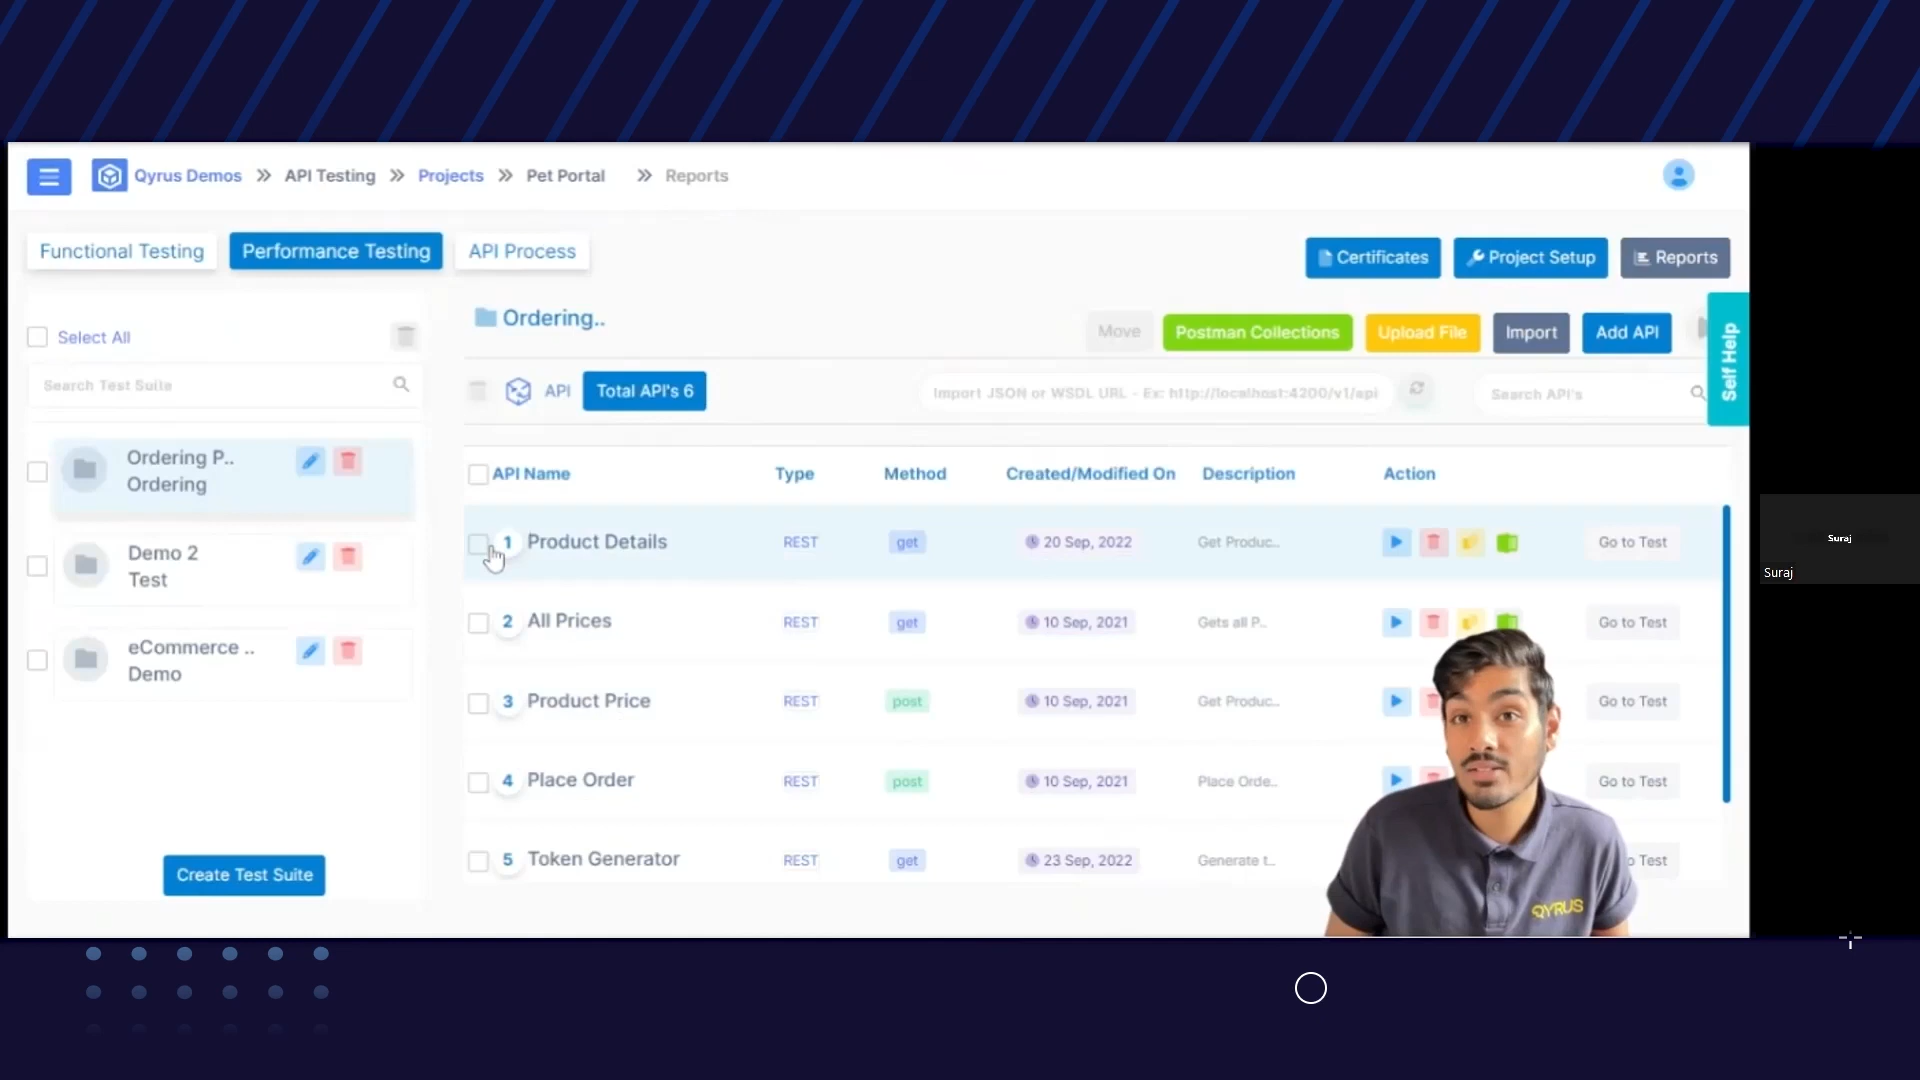 Qyrus Demos >> API Testing >> Projects >> Pet Portal >> Reports
Functional Testing Performance Testing API Process
Certificates Project Setup Reports
Select All
Search Test Suite
Ordering P..
Ordering
Demo 2
Test
eCommerce ..
Demo
Create Test Suite
Ordering..
Move Postman Collections Upload File Import Add API
Self Help
API Total API's 6 Import JSON or WSDL URL - Ex: http://localhost:4200/v1/api Search API's
API Name Type Method Created/Modified On Description Action
1 Product Details REST get 20 Sep, 2022 Get Produc... Go to Test
2 All Prices REST get 10 Sep, 2021 Gets all P... Go to Test
3 Product Price REST post 10 Sep, 2021 Get Produc... Go to Test
4 Place Order REST post 10 Sep, 2021 Place Orde... Go to Test
5 Token Generator REST get 23 Sep, 2022 Generate t... o Test
QYRUS
Suraj
Suraj